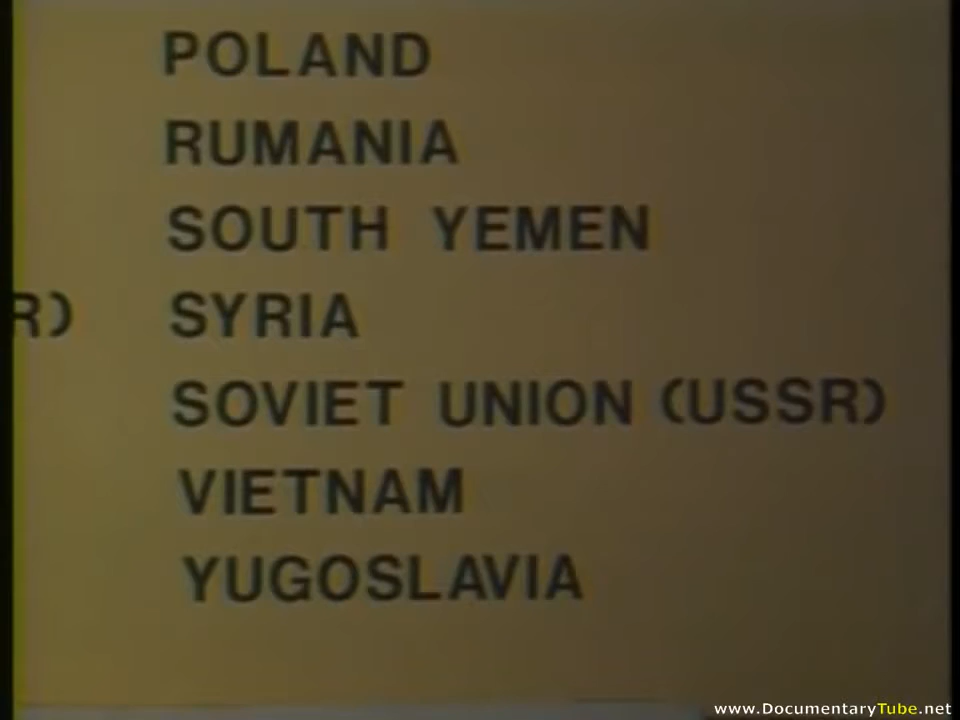 POLAND
RUMANIA
SOUTH YEMEN
R) SYRIA
SOVIET UNION (USSR)
VIETNAM
YUGOSLAVIA
www.DocumentaryTube.net